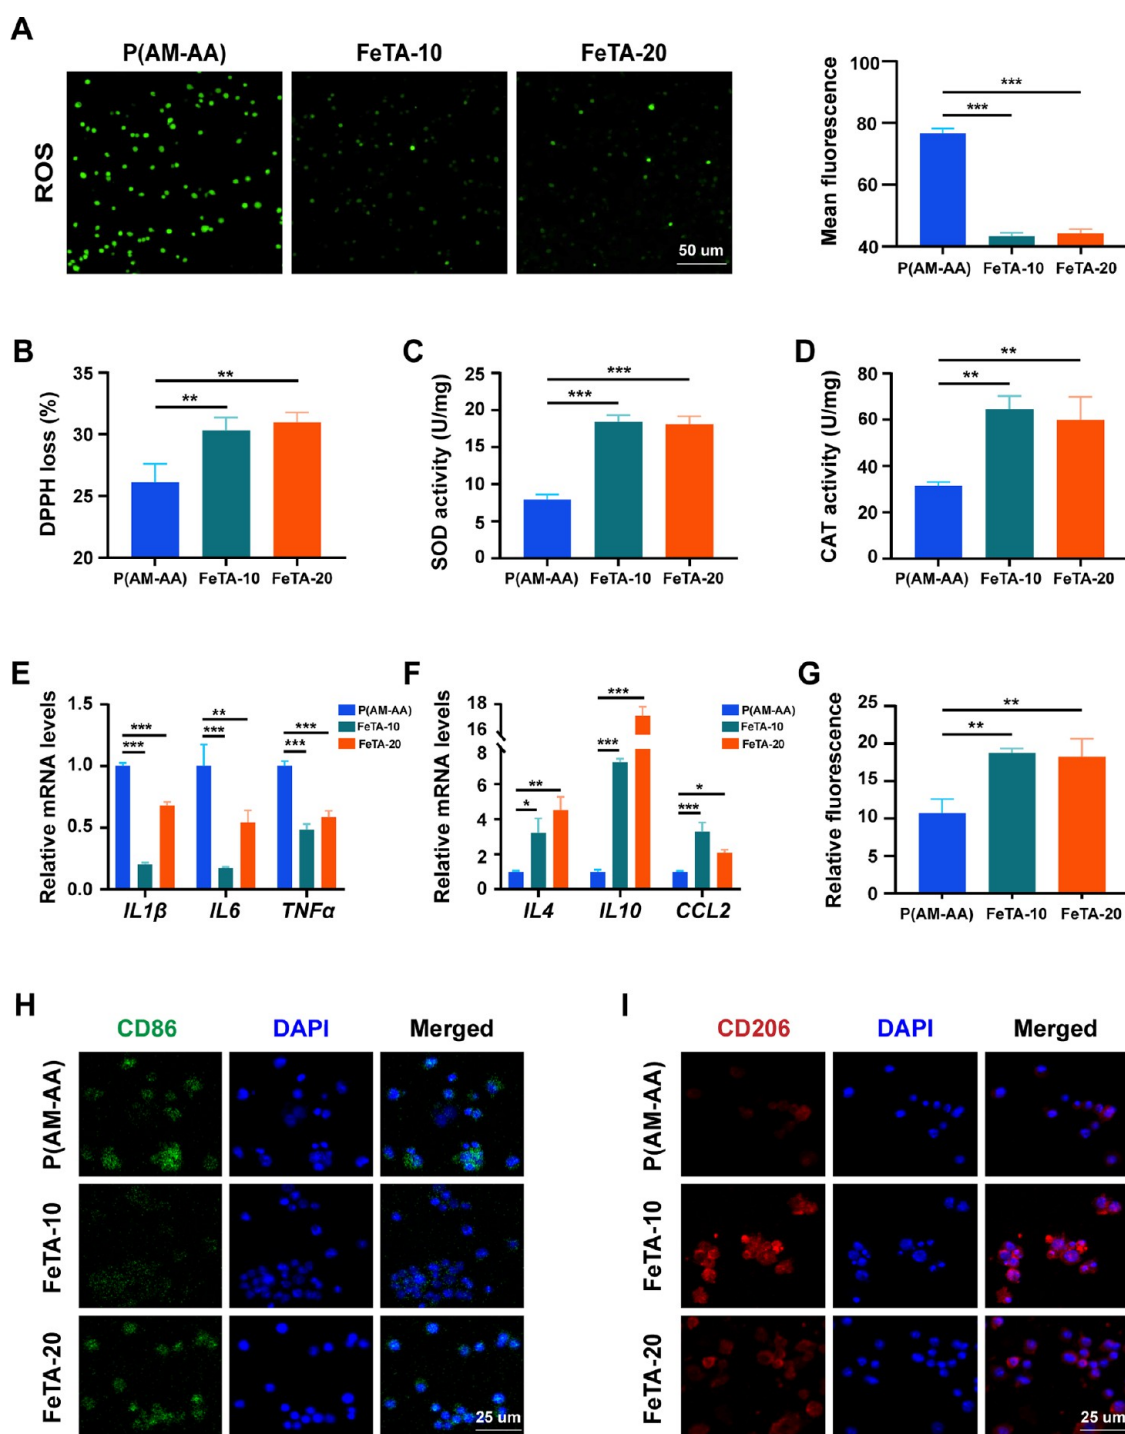 A
P(AM-AA) FeTA-10 FeTA-20
ROS
50 um
Mean fluorescence
100
80
60
40
***
***
P(AM-AA) FeTA-10 FeTA-20
B
DPPH loss (%)
35
30
25
20
**
**
P(AM-AA) FeTA-10 FeTA-20
C
SOD activity (U/mg)
25
20
15
10
5
0
***
***
P(AM-AA) FeTA-10 FeTA-20
D
CAT activity (U/mg)
80
60
40
20
0
**
**
P(AM-AA) FeTA-10 FeTA-20
E
Relative mRNA levels
1.5
1.0
0.5
0.0
***
***
**
***
***
***
P(AM-AA)
FeTA-10
FeTA-20
IL1β IL6 TNFα
F
Relative mRNA levels
18
16
8
6
4
2
0
**
*
***
***
*
***
P(AM-AA)
FeTA-10
FeTA-20
IL4 IL10 CCL2
G
Relative fluorescence
25
20
15
10
5
0
**
**
P(AM-AA) FeTA-10 FeTA-20
H
CD86 DAPI Merged
P(AM-AA)
FeTA-10
FeTA-20
25 um
I
CD206 DAPI Merged
P(AM-AA)
FeTA-10
FeTA-20
25 um